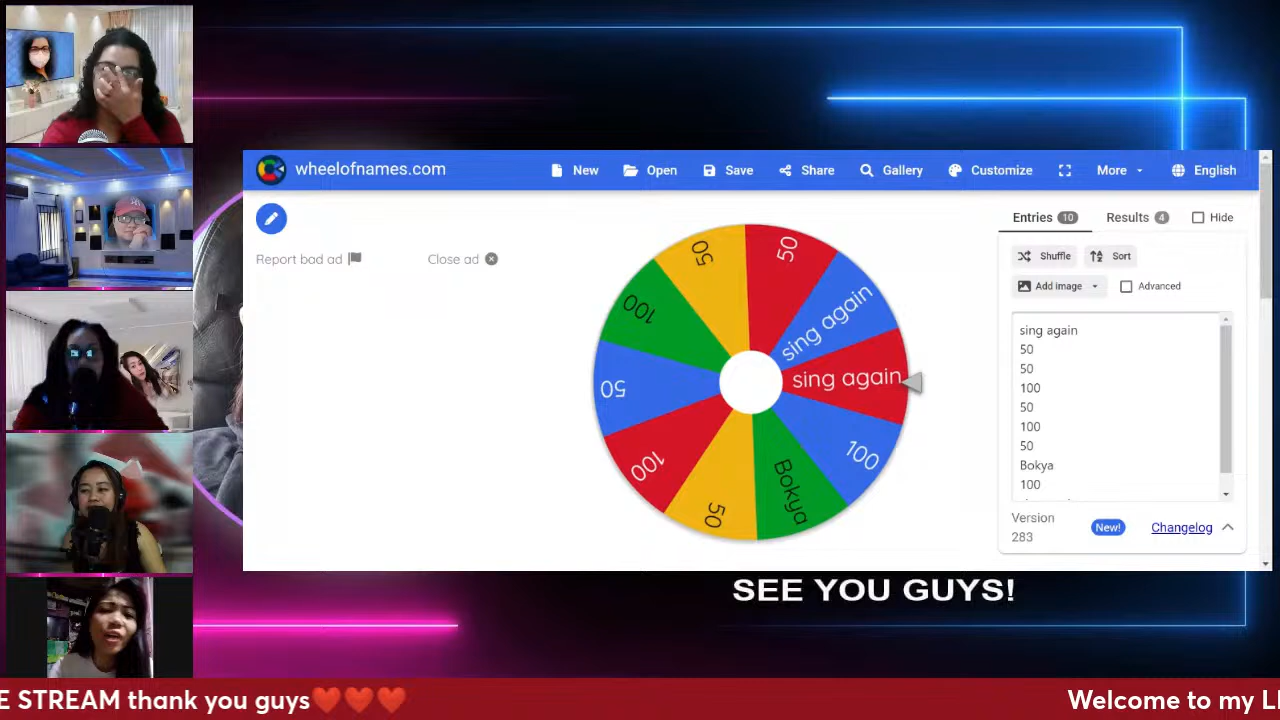 wheelofnames.com
New
Open
Save
Share
Gallery
Customize
More
English
Report bad ad
Close ad
50
50
sing again
sing again
100
Bokya
50
100
50
100
Entries 10
Results 4
Hide
Shuffle
Sort
Add image
Advanced
sing again
50
50
100
50
100
50
Bokya
100
Version
283
New!
Changelog
SEE YOU GUYS!
E STREAM thank you guys❤️❤️❤️
Welcome to my LI